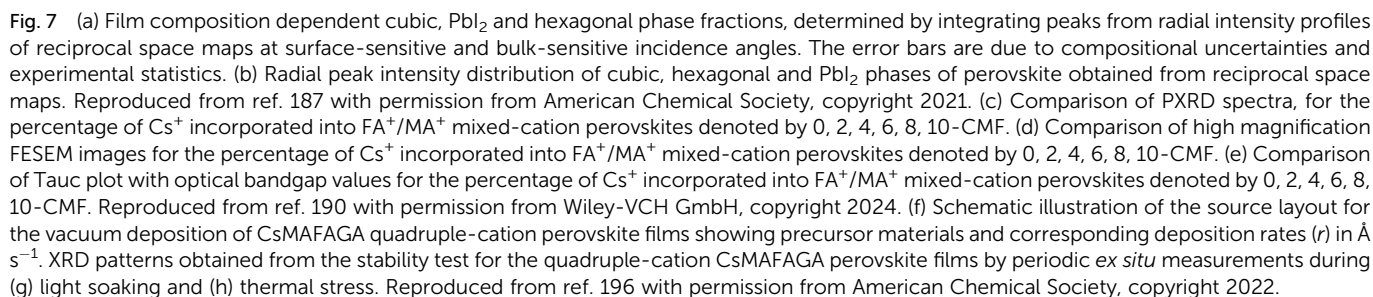 Fig. 7 (a) Film composition dependent cubic, PbI₂ and hexagonal phase fractions, determined by integrating peaks from radial intensity profiles
of reciprocal space maps at surface-sensitive and bulk-sensitive incidence angles. The error bars are due to compositional uncertainties and
experimental statistics. (b) Radial peak intensity distribution of cubic, hexagonal and PbI₂ phases of perovskite obtained from reciprocal space
maps. Reproduced from ref. 187 with permission from American Chemical Society, copyright 2021. (c) Comparison of PXRD spectra, for the
percentage of Cs⁺ incorporated into FA⁺/MA⁺ mixed-cation perovskites denoted by 0, 2, 4, 6, 8, 10-CMF. (d) Comparison of high magnification
FESEM images for the percentage of Cs⁺ incorporated into FA⁺/MA⁺ mixed-cation perovskites denoted by 0, 2, 4, 6, 8, 10-CMF. (e) Comparison
of Tauc plot with optical bandgap values for the percentage of Cs⁺ incorporated into FA⁺/MA⁺ mixed-cation perovskites denoted by 0, 2, 4, 6, 8,
10-CMF. Reproduced from ref. 190 with permission from Wiley-VCH GmbH, copyright 2024. (f) Schematic illustration of the source layout for
the vacuum deposition of CsMAFAGA quadruple-cation perovskite films showing precursor materials and corresponding deposition rates (r) in Å
s⁻¹. XRD patterns obtained from the stability test for the quadruple-cation CsMAFAGA perovskite films by periodic ex situ measurements during
(g) light soaking and (h) thermal stress. Reproduced from ref. 196 with permission from American Chemical Society, copyright 2022.